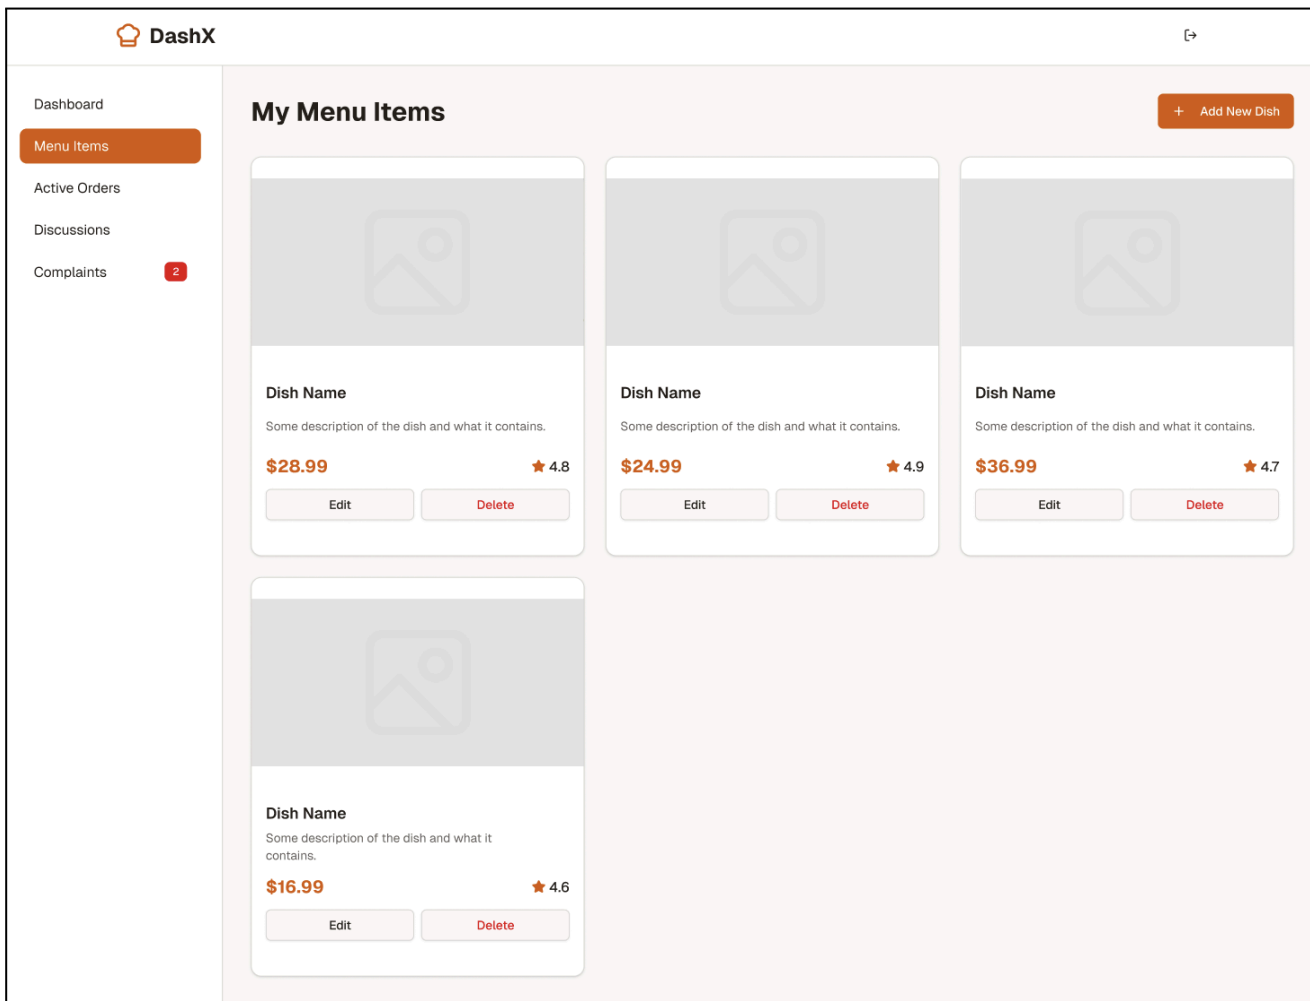 DashX
Dashboard
Menu Items
Active Orders
Discussions
Complaints 2
My Menu Items
+ Add New Dish
Dish Name
Some description of the dish and what it contains.
$28.99 ★ 4.8
Edit Delete
Dish Name
Some description of the dish and what it contains.
$24.99 ★ 4.9
Edit Delete
Dish Name
Some description of the dish and what it contains.
$36.99 ★ 4.7
Edit Delete
Dish Name
Some description of the dish and what it
contains.
$16.99 ★ 4.6
Edit Delete